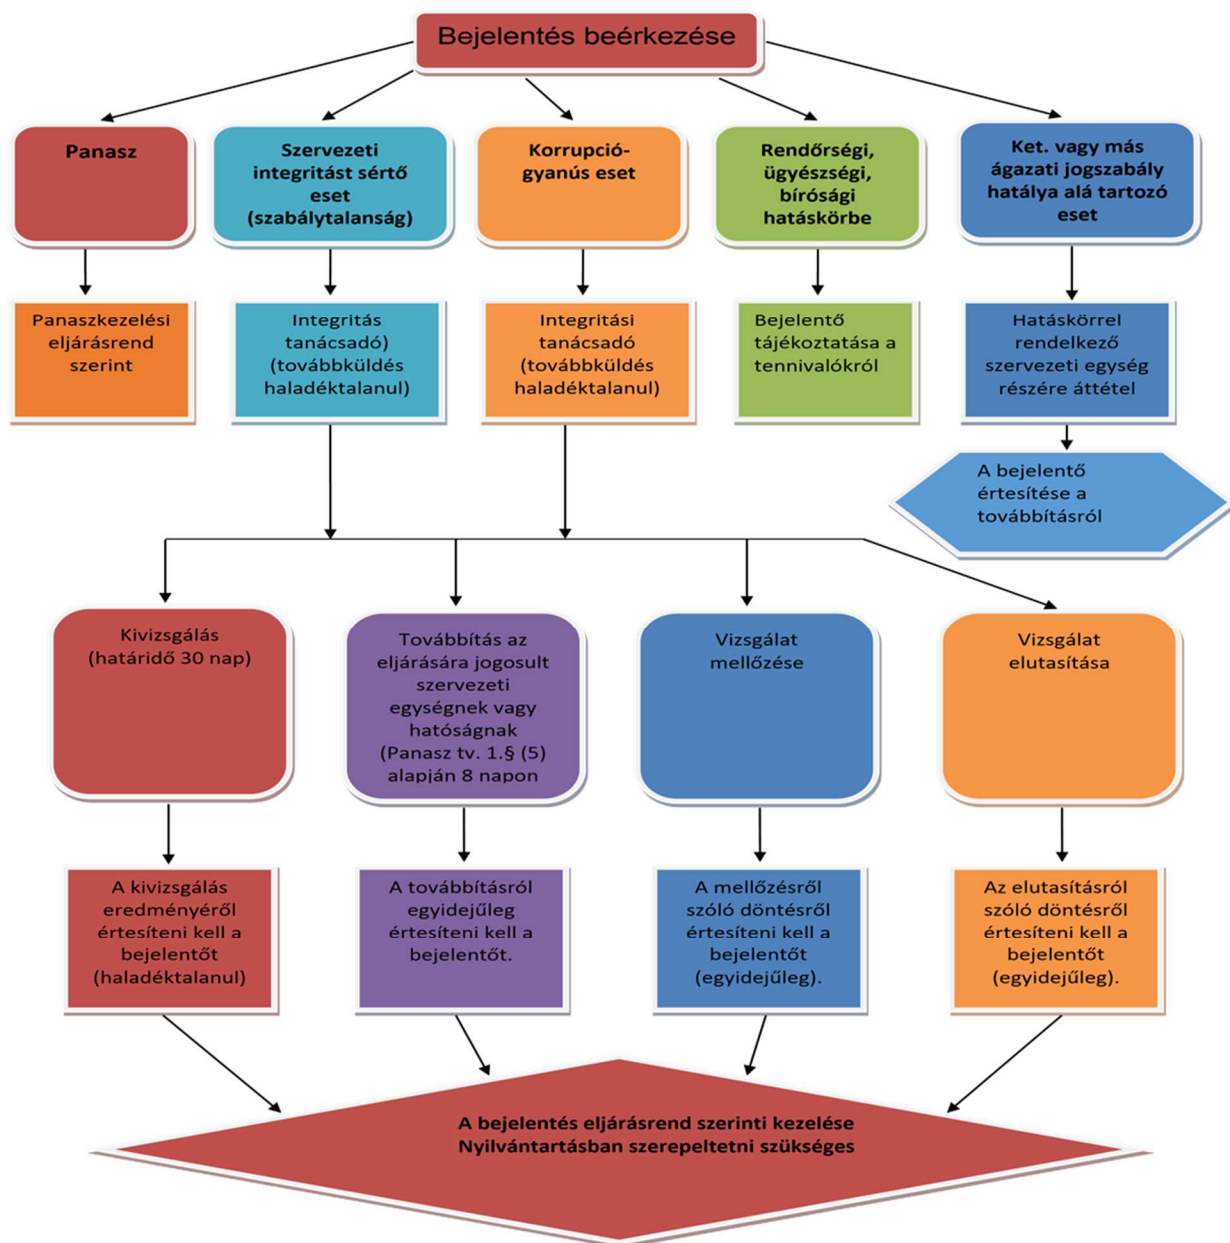 Bejelentés beérkezése
Panasz
Szervezeti
integritást sértő
eset
(szabálytalanság)
Korrupció-
gyanús eset
Rendőrségi,
ügyészségi,
bírósági
hatáskörbe
Ket. vagy más
ágazati jogszabály
hatálya alá tartozó
eset
Panaszkezelési
eljárásrend
szerint
Integritás
tanácsadó)
(továbbküldés
haladéktalanul)
Integritási
tanácsadó
(továbbküldés
haladéktalanul)
Bejelentő
tájékoztatása a
tennivalókról
Hatáskörrel
rendelkező
szervezeti egység
részére áttétel
A bejelentő
értesítése a
továbbításról
Kivizsgálás
(határidő 30 nap)
Továbbítás az
eljárására jogosult
szervezeti
egységnek vagy
hatóságnak
(Panasz tv. 1.§ (5)
alapján 8 napon
Vizsgálat
mellőzése
Vizsgálat
elutasítása
A kivizsgálás
eredményéről
értesíteni kell a
bejelentőt
(haladéktalanul)
A továbbításról
egyidejűleg
értesíteni kell a
bejelentőt.
A mellőzésről
szóló döntésről
értesíteni kell a
bejelentőt
(egyidejűleg).
Az elutasításról
szóló döntésről
értesíteni kell a
bejelentőt
(egyidejűleg).
A bejelentés eljárásrend szerinti kezelése
Nyilvántartásban szerepeltetni szükséges